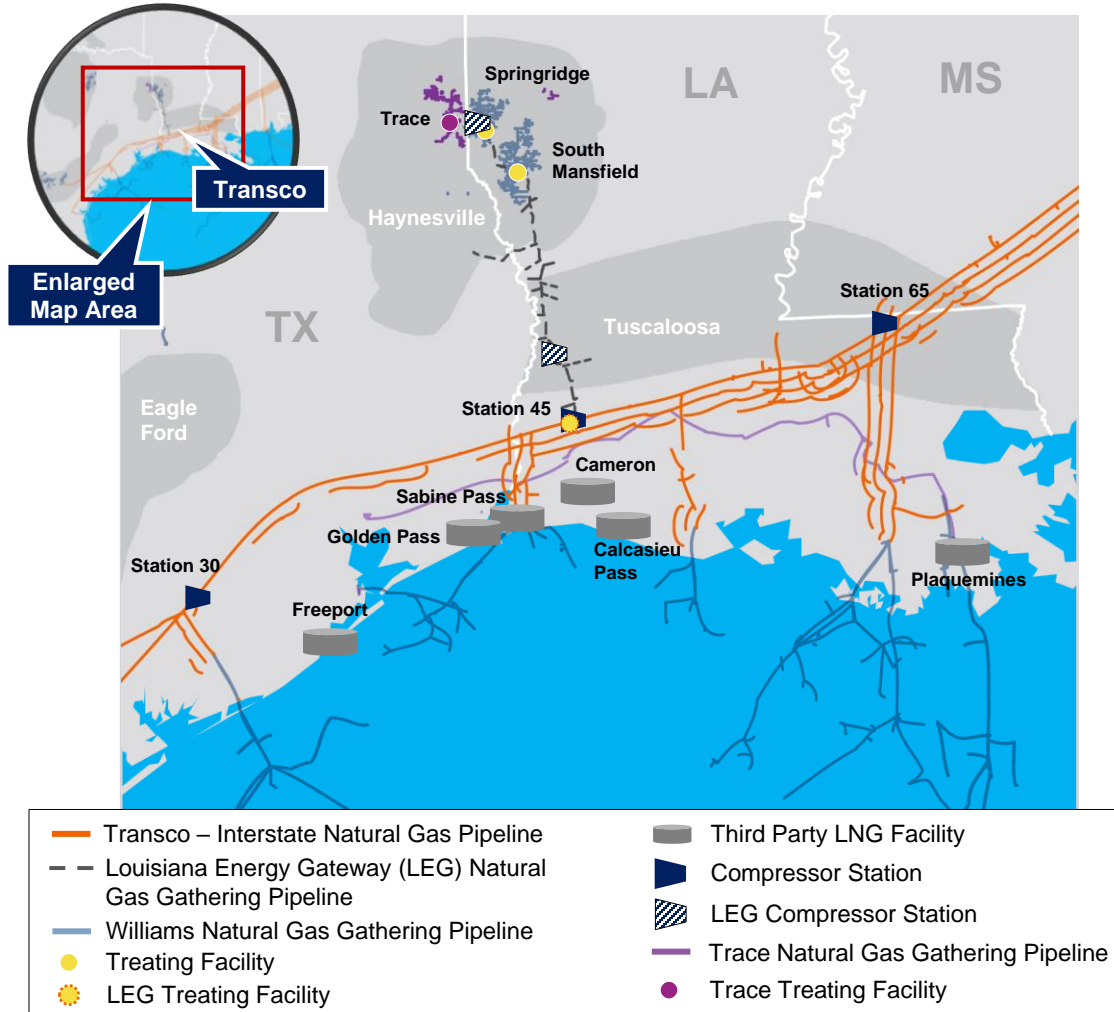 Springridge
LA
MS
Trace
South
Mansfield
Transco
Haynesville
Enlarged
Map Area
TX
Station 65
Tuscaloosa
Eagle
Ford
Station 45
Cameron
Sabine Pass
Golden Pass
Calcasieu
Pass
Station 30
Plaquemines
Freeport
Transco – Interstate Natural Gas Pipeline
Louisiana Energy Gateway (LEG) Natural
Gas Gathering Pipeline
Williams Natural Gas Gathering Pipeline
Treating Facility
LEG Treating Facility
Third Party LNG Facility
Compressor Station
LEG Compressor Station
Trace Natural Gas Gathering Pipeline
Trace Treating Facility